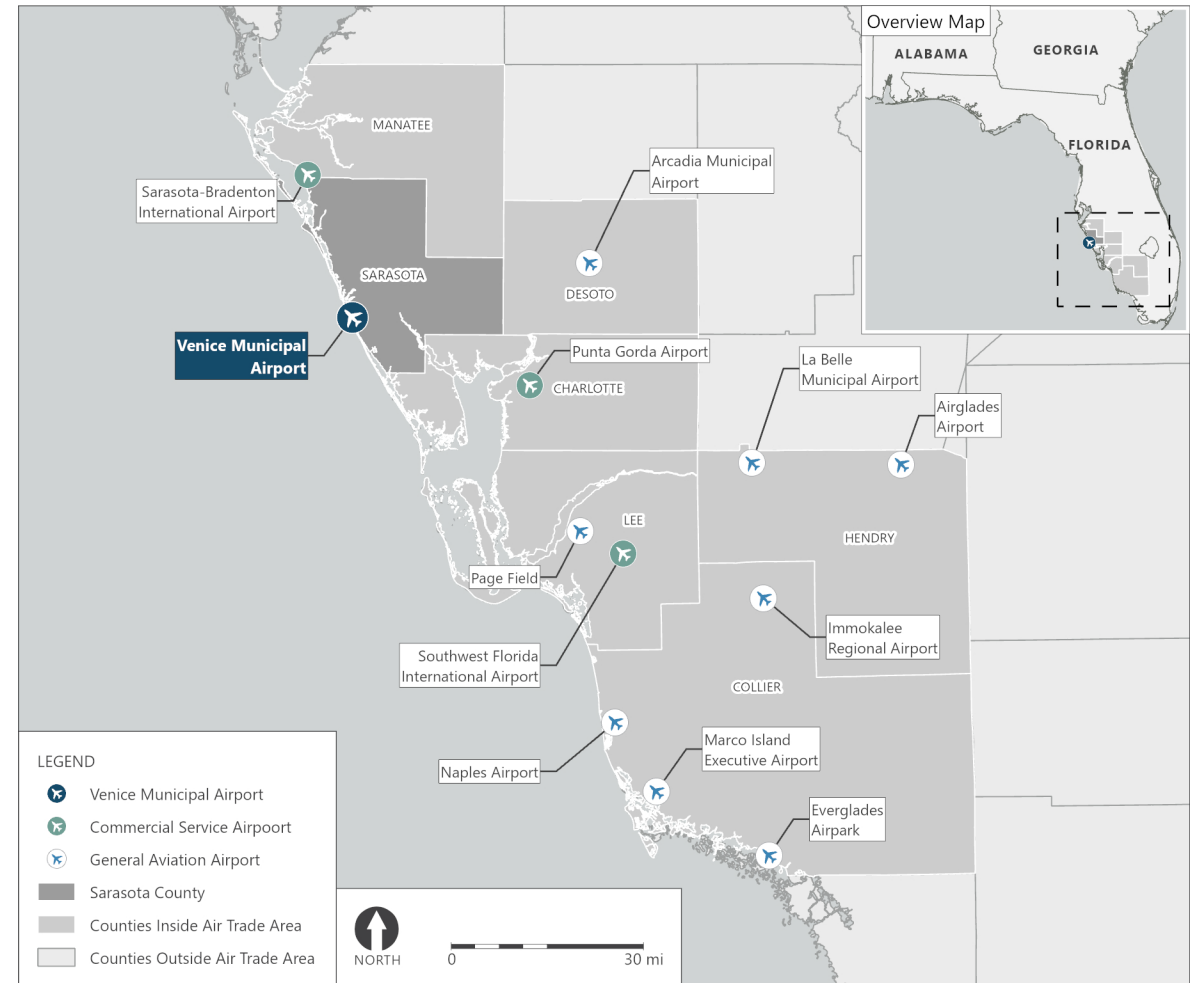 Overview Map
ALABAMA
GEORGIA
FLORIDA
MANATEE
Arcadia Municipal
Airport
Sarasota-Bradenton
International Airport
SARASOTA
DESOTO
Venice Municipal
Airport
Punta Gorda Airport
CHARLOTTE
La Belle
Municipal Airport
Airglades
Airport
LEE
HENDRY
Page Field
Immokalee
Regional Airport
Southwest Florida
International Airport
COLLIER
Naples Airport
Marco Island
Executive Airport
Everglades
Airpark
LEGEND
Venice Municipal Airport
Commercial Service Airpoort
General Aviation Airport
Sarasota County
Counties Inside Air Trade Area
Counties Outside Air Trade Area
NORTH
0 30 mi